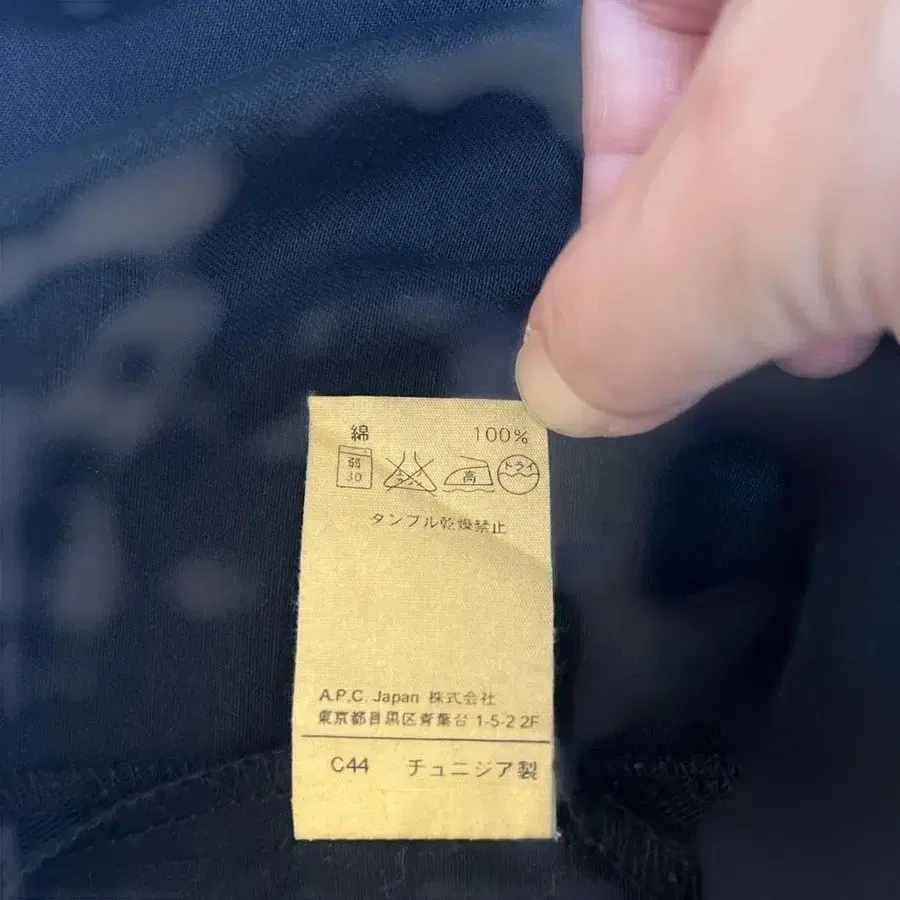 綿 100%
弱 30 高 ドライ
タンブル乾燥禁止
A.P.C. Japan 株式会社
東京都目黒区青葉台 1-5-2 2F
C44 チュニジア製